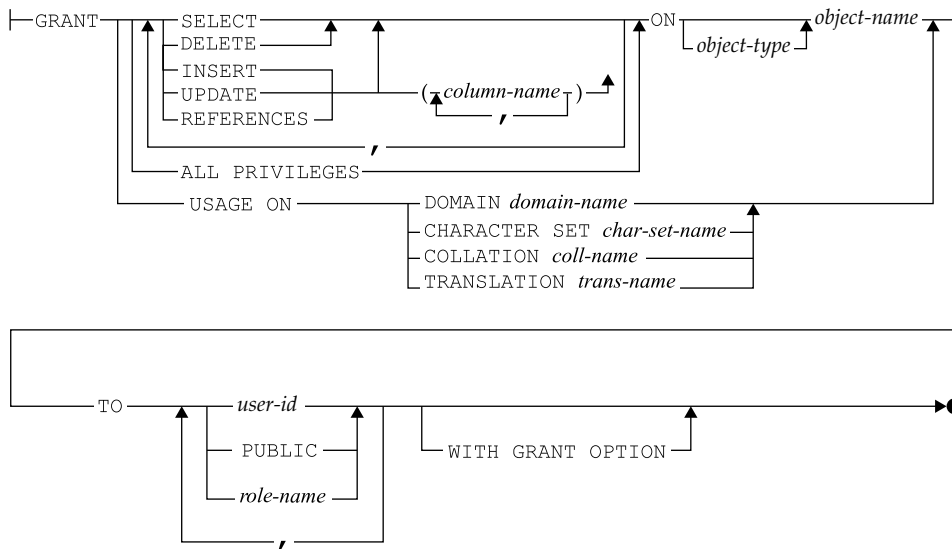 GRANT SELECT ON object-name
DELETE object-type
INSERT
UPDATE ( column-name )
REFERENCES ,
,
ALL PRIVILEGES
USAGE ON DOMAIN domain-name
CHARACTER SET char-set-name
COLLATION coll-name
TRANSLATION trans-name
TO user-id
PUBLIC WITH GRANT OPTION
role-name
,